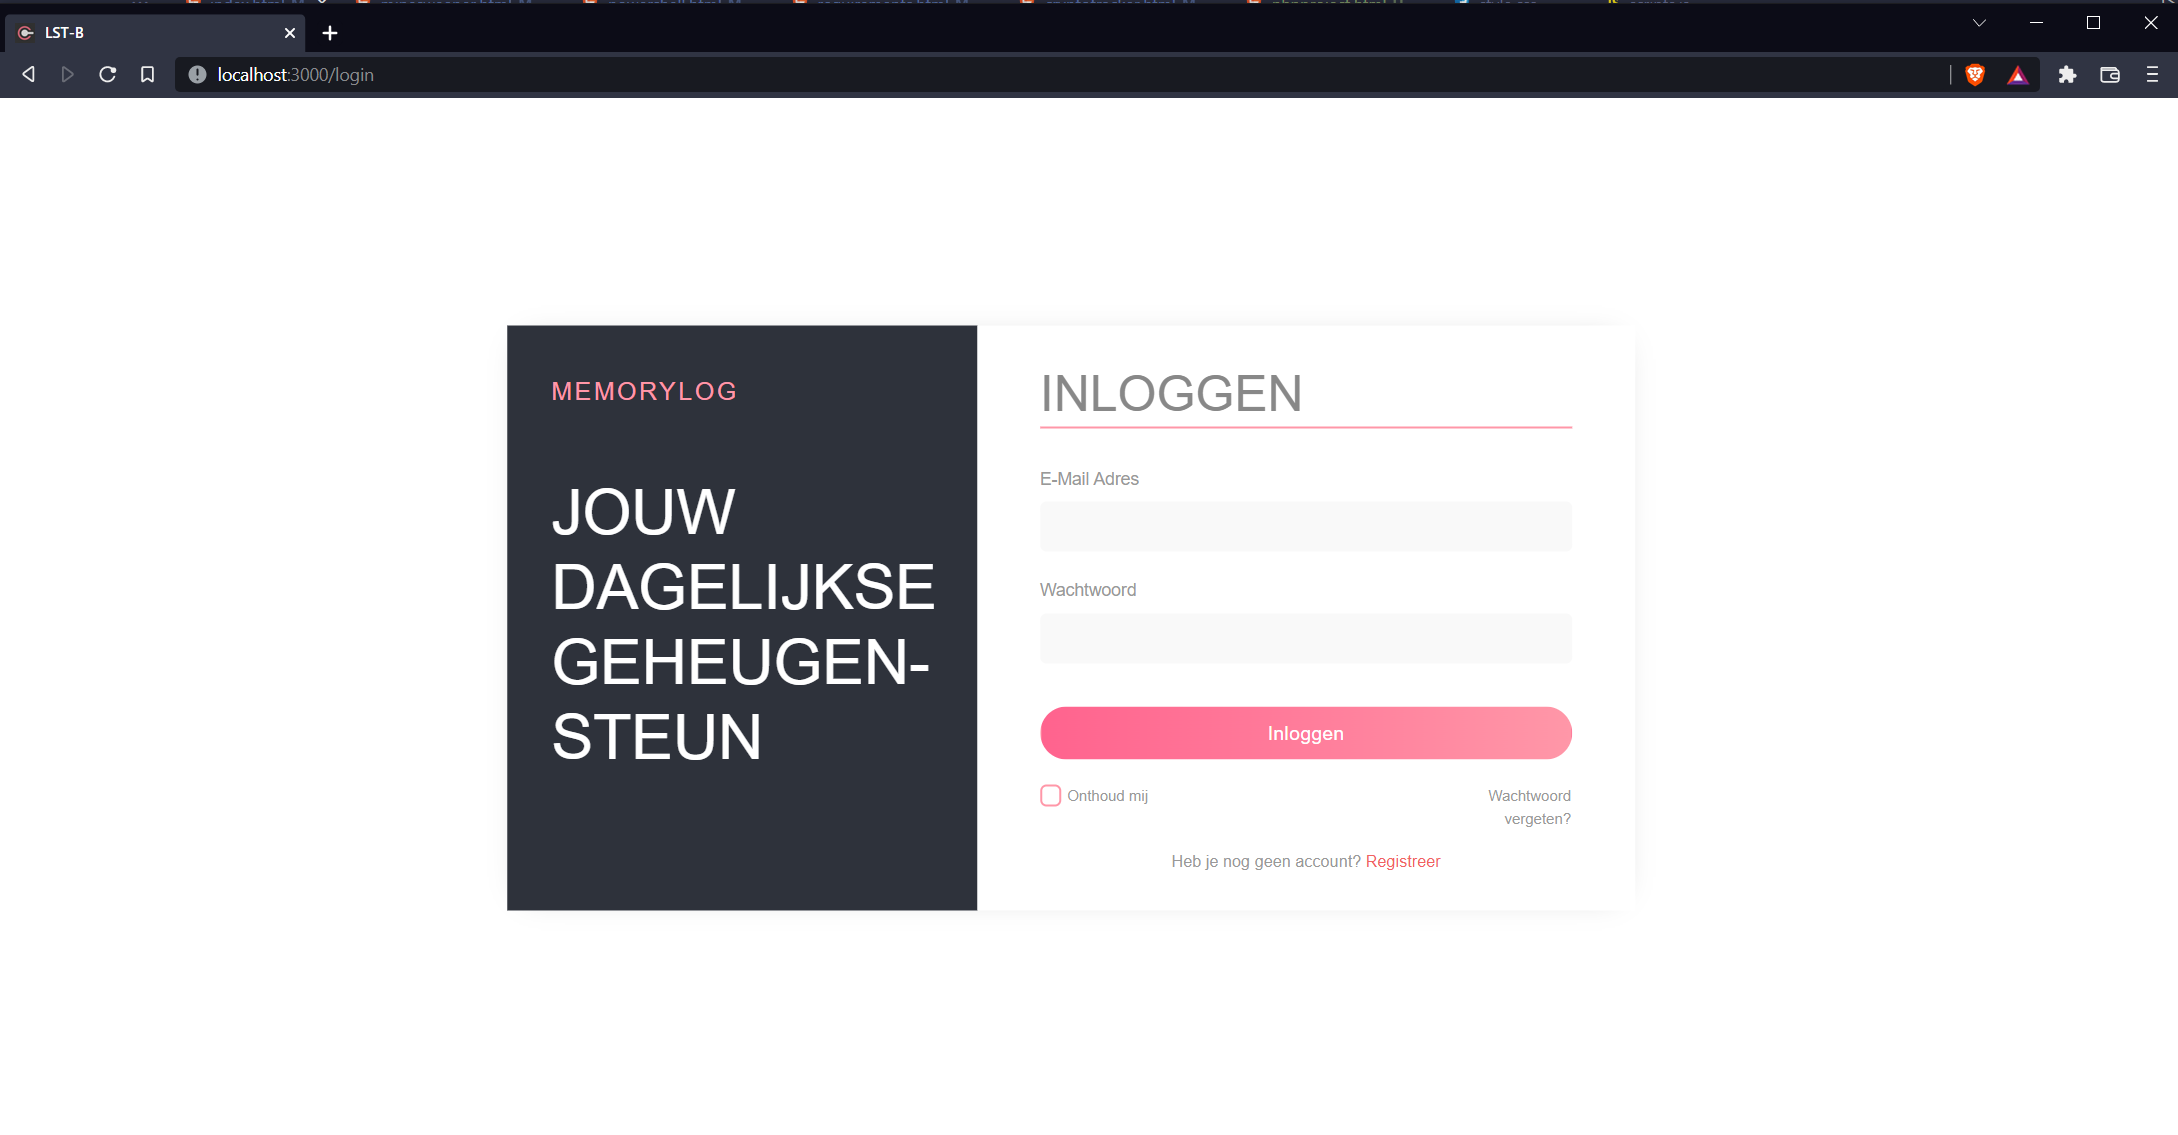 LST-B
localhost:3000/login
MEMORYLOG
JOUW
DAGELIJKSE
GEHEUGEN-
STEUN
INLOGGEN
E-Mail Adres
Wachtwoord
Inloggen
Onthoud mij
Wachtwoord
vergeten?
Heb je nog geen account? Registreer